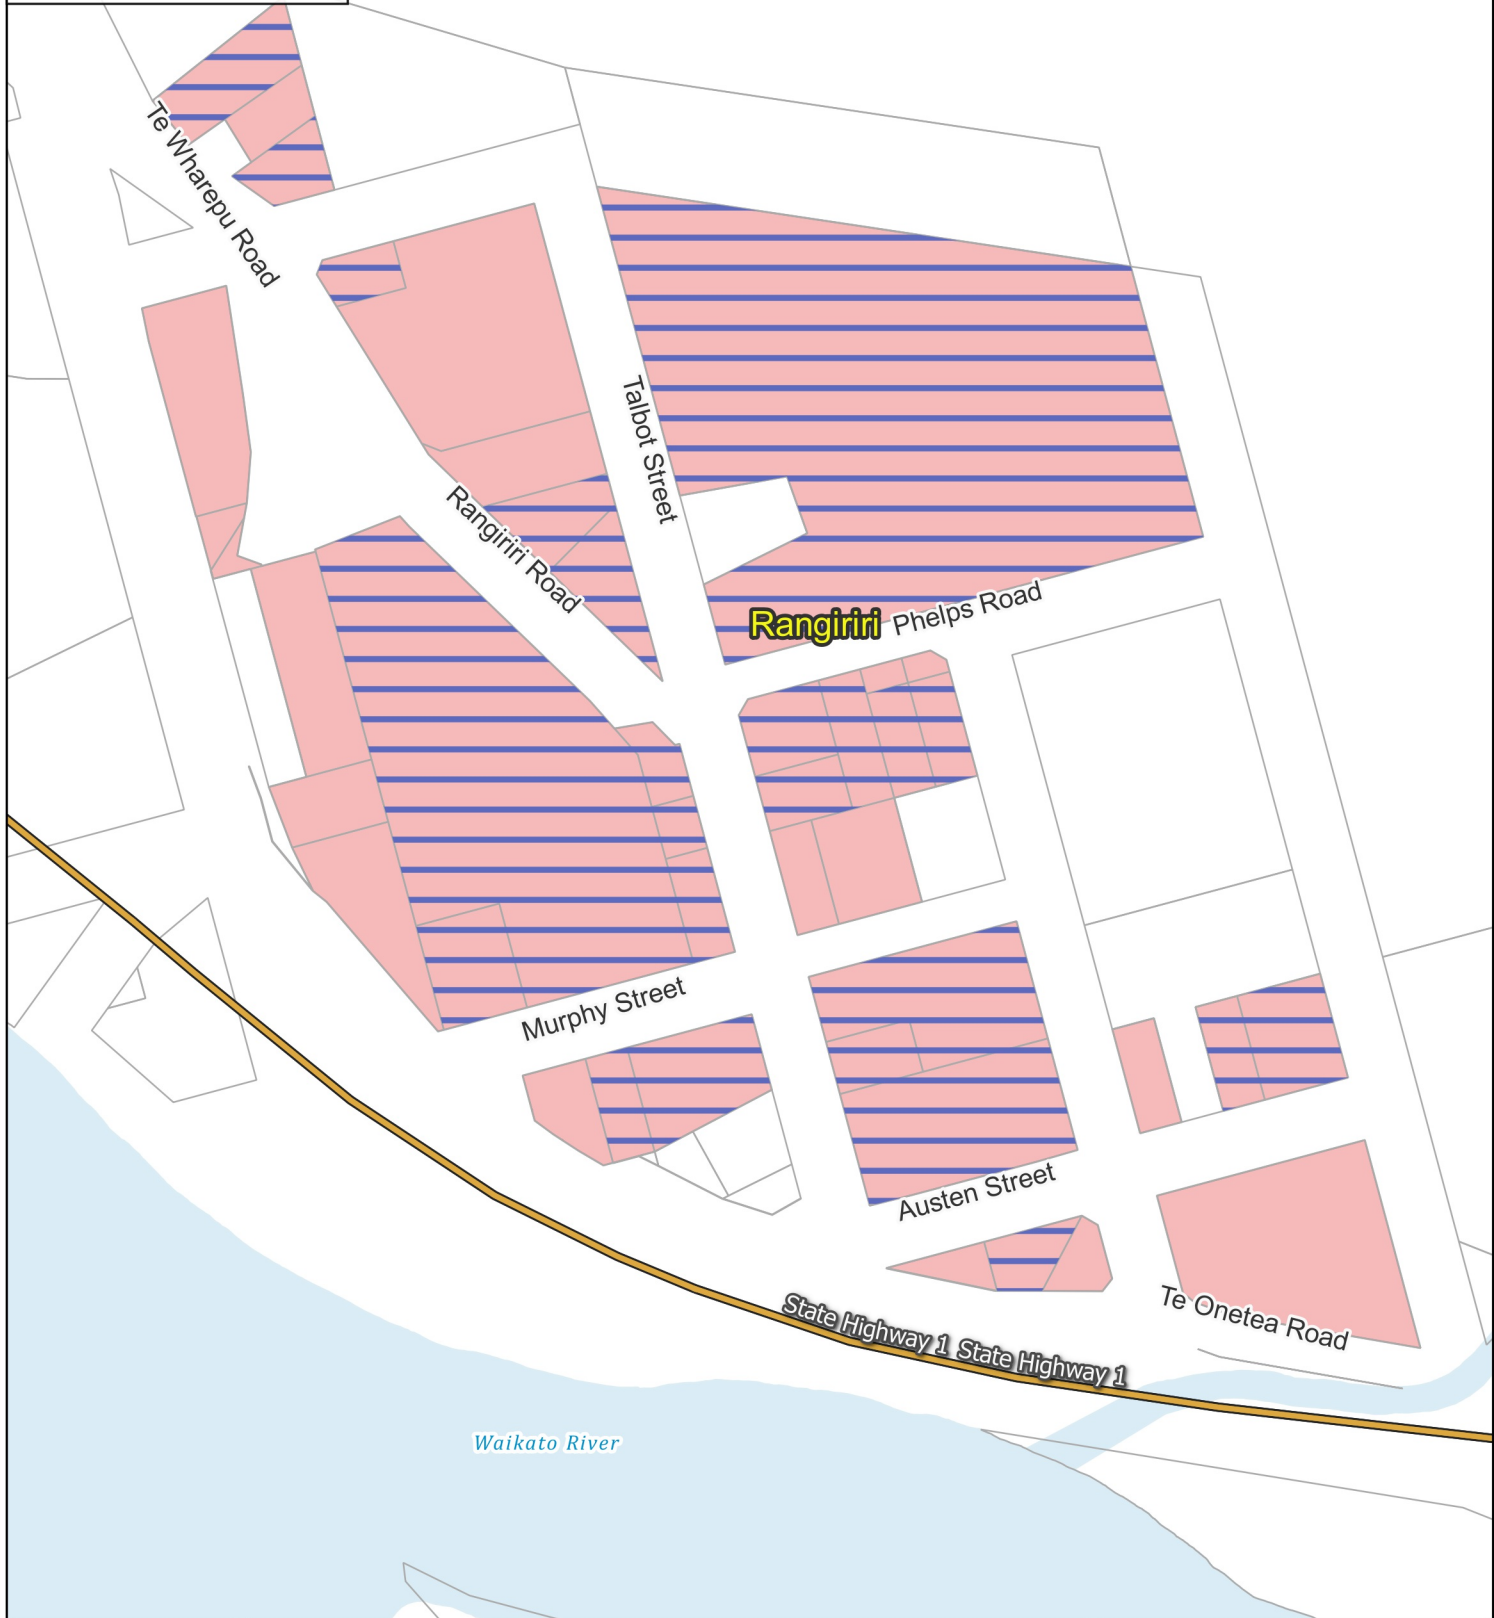 Te Wharepu Road
Talbot Street
Rangiriri Road
Rangiriri
Phelps Road
Murphy Street
Austen Street
Te Onetea Road
State Highway 1
State Highway 1
Waikato River